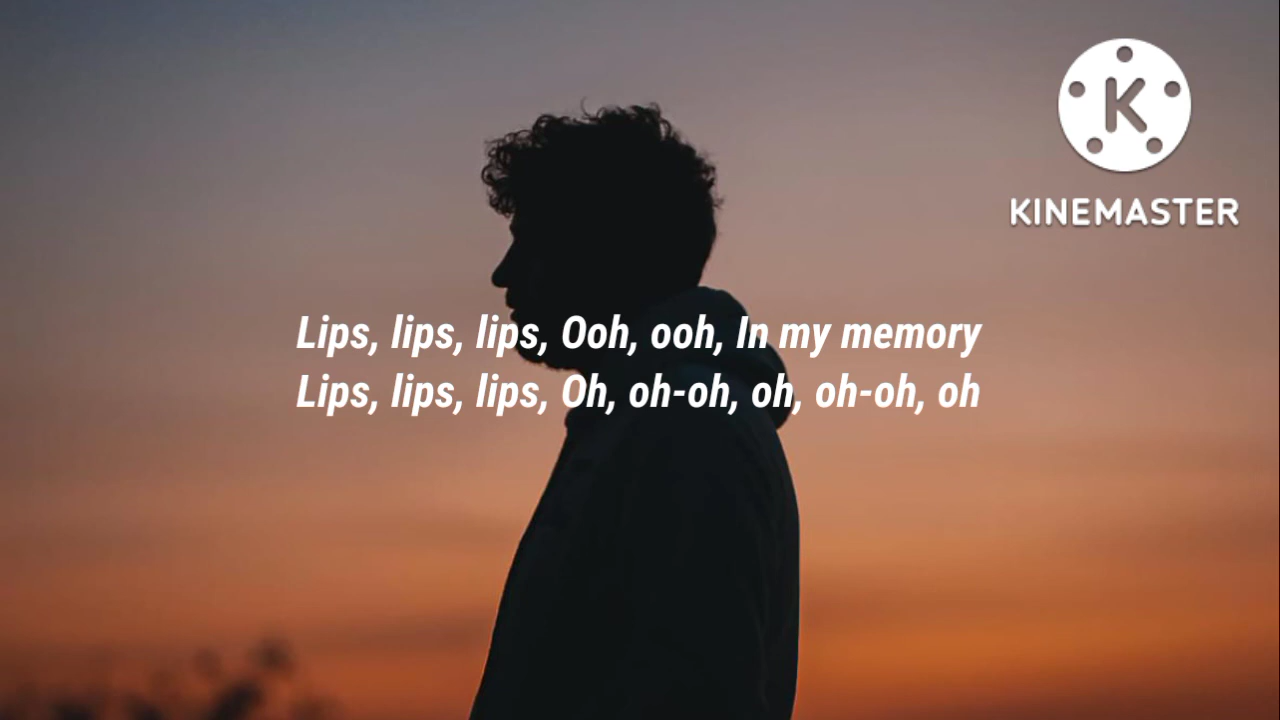 KINEMASTER
Lips, lips, lips, Ooh, ooh, In my memory
Lips, lips, lips, Oh, oh-oh, oh, oh-oh, oh